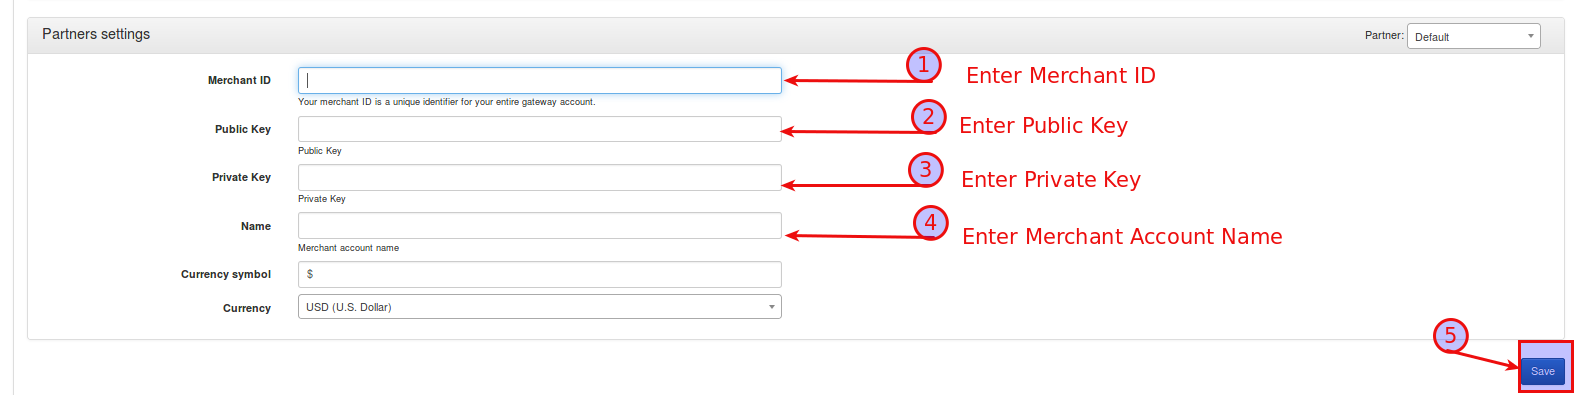 Partners settings
Partner: Default
Merchant ID
1 Enter Merchant ID
Your merchant ID is a unique identifier for your entire gateway account.
Public Key
2 Enter Public Key
Public Key
Private Key
3 Enter Private Key
Private Key
Name
4 Enter Merchant Account Name
Merchant account name
Currency symbol $
Currency USD (U.S. Dollar)
5
Save